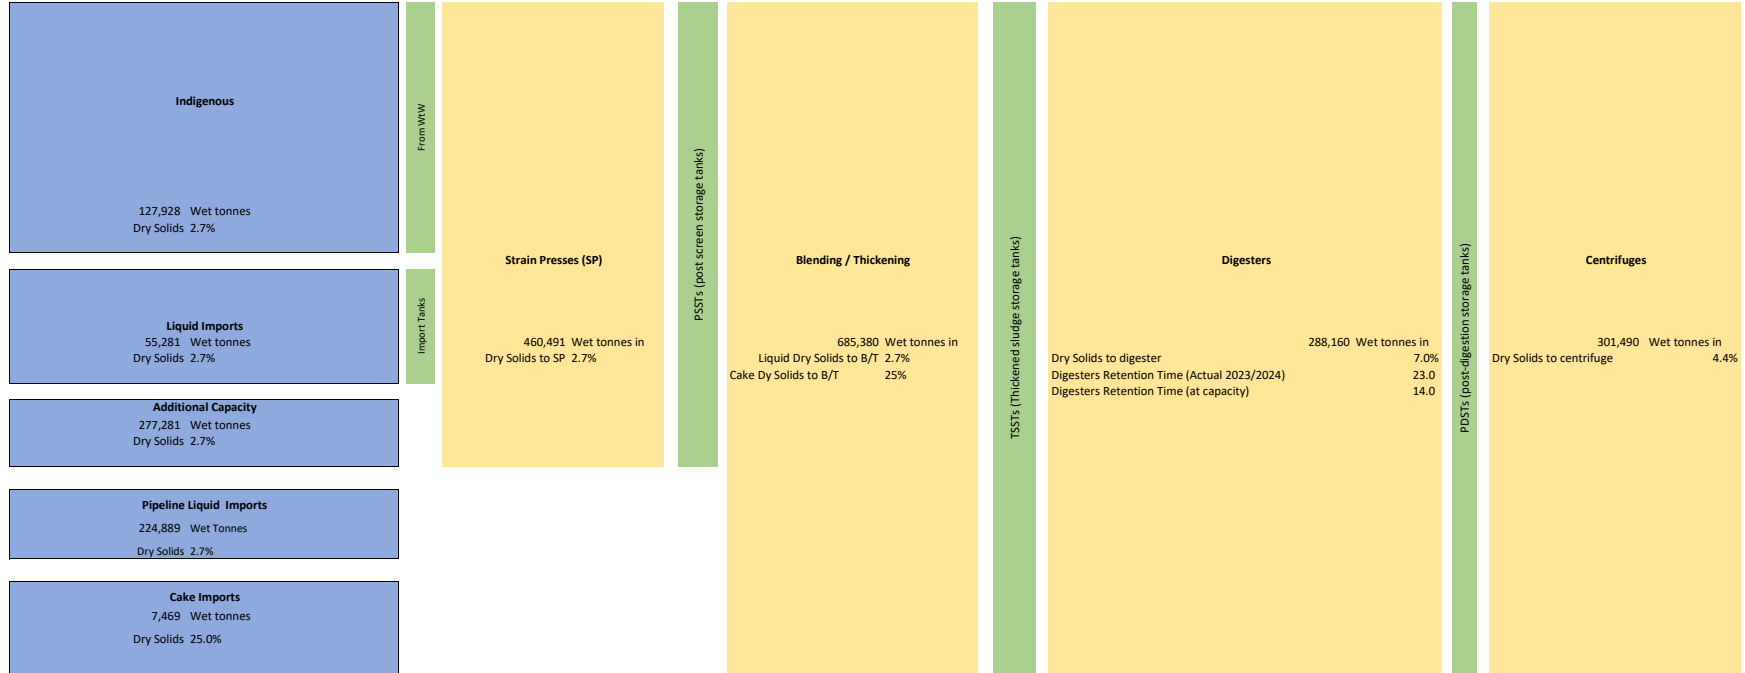 Indigenous
127,928 Wet tonnes
Dry Solids 2.7%
From WtW
Liquid Imports
55,281 Wet tonnes
Dry Solids 2.7%
Import Tanks
Additional Capacity
277,281 Wet tonnes
Dry Solids 2.7%
Pipeline Liquid Imports
224,889 Wet Tonnes
Dry Solids 2.7%
Cake Imports
7,469 Wet tonnes
Dry Solids 25.0%
Strain Presses (SP)
460,491 Wet tonnes in
Dry Solids to SP 2.7%
PSSTs (post screen storage tanks)
Blending / Thickening
685,380 Wet tonnes in
Liquid Dry Solids to B/T 2.7%
Cake Dy Solids to B/T 25%
TSSTs (Thickened sludge storage tanks)
Digesters
288,160 Wet tonnes in
Dry Solids to digester 7.0%
Digesters Retention Time (Actual 2023/2024) 23.0
Digesters Retention Time (at capacity) 14.0
PDSTs (post-digestion storage tanks)
Centrifuges
301,490 Wet tonnes in
Dry Solids to centrifuge 4.4%